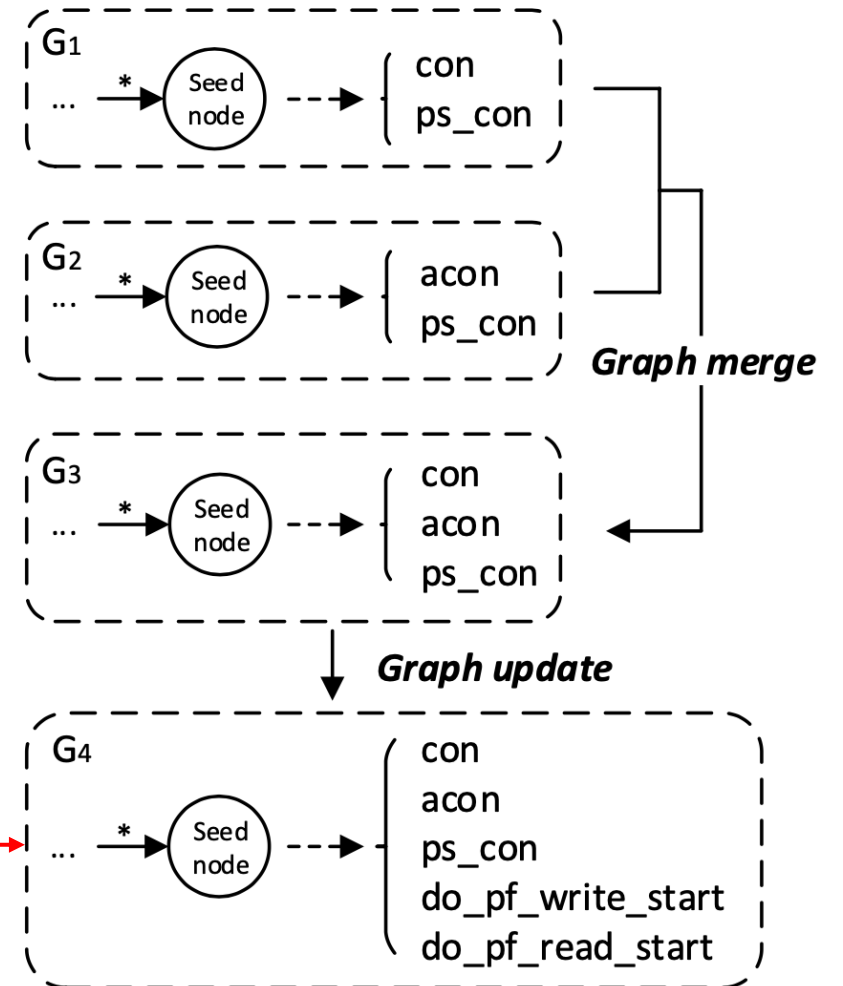 G1
... * Seed node
con
ps_con
G2
... * Seed node
acon
ps_con
Graph merge
G3
... * Seed node
con
acon
ps_con
Graph update
G4
... * Seed node
con
acon
ps_con
do_pf_write_start
do_pf_read_start